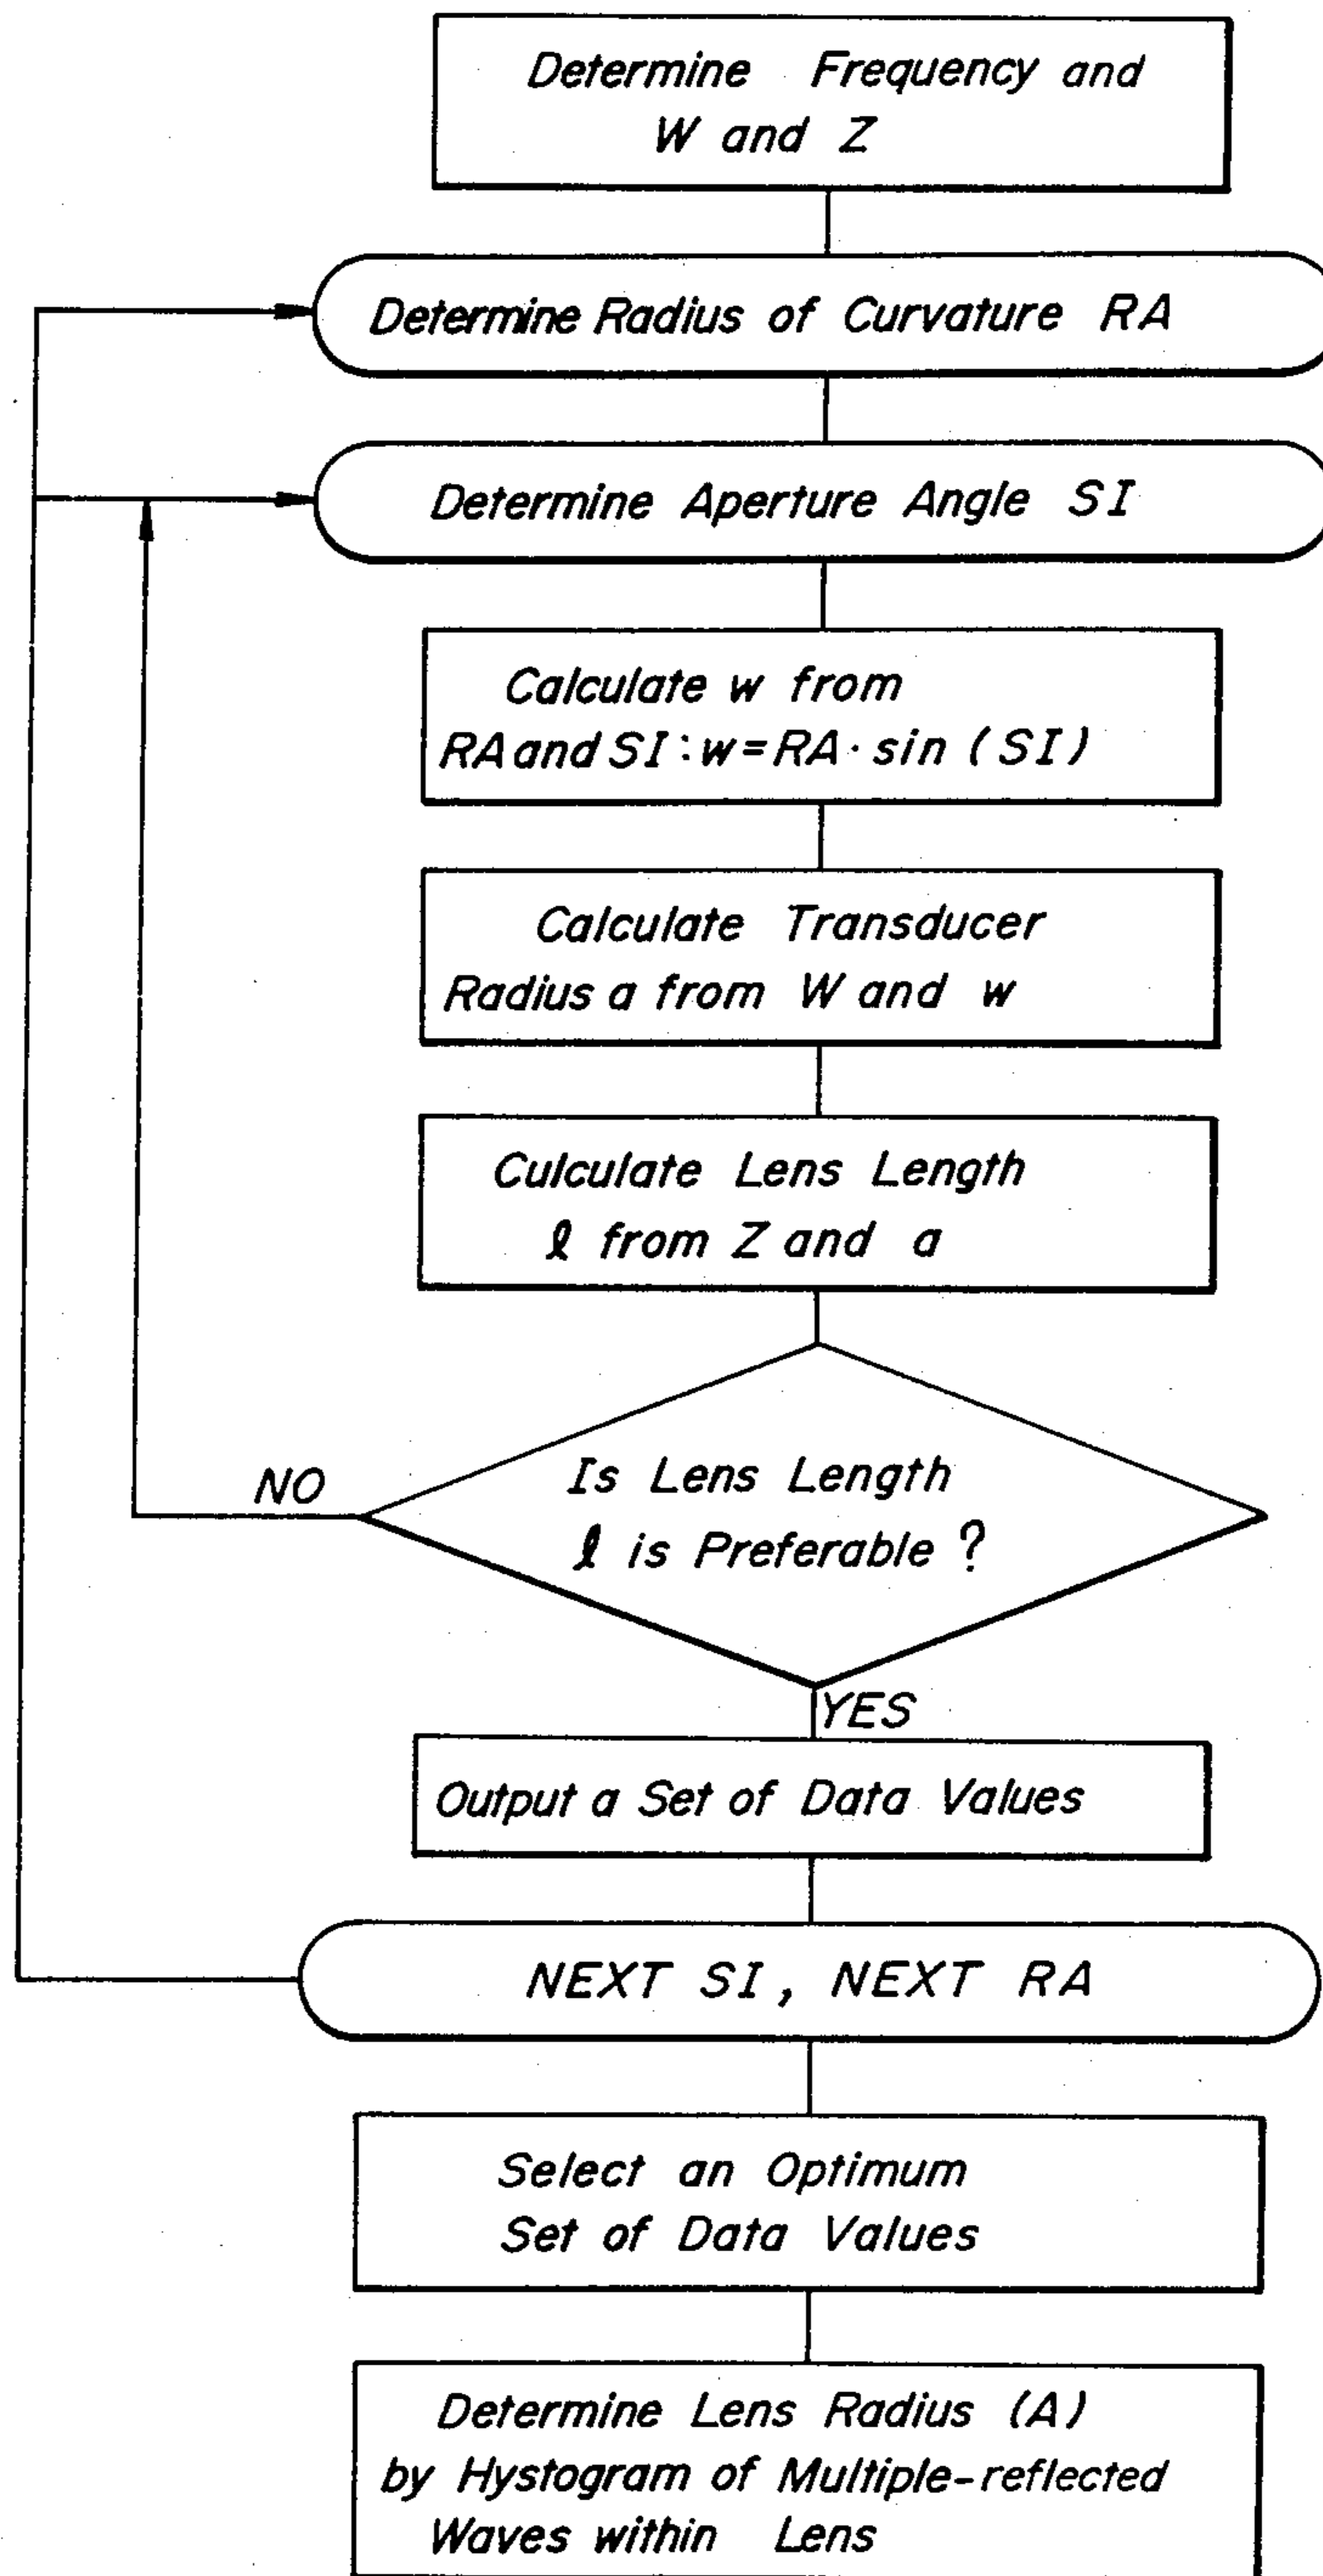 Determine Frequency and
W and Z
Determine Radius of Curvature RA
Determine Aperture Angle SI
Calculate w from
RA and SI : w = RA · sin (SI)
Calculate Transducer
Radius a from W and w
Culculate Lens Length
ℓ from Z and a
Is Lens Length
ℓ is Preferable ?
NO
YES
Output a Set of Data Values
NEXT SI, NEXT RA
Select an Optimum
Set of Data Values
Determine Lens Radius (A)
by Hystogram of Multiple-reflected
Waves within Lens